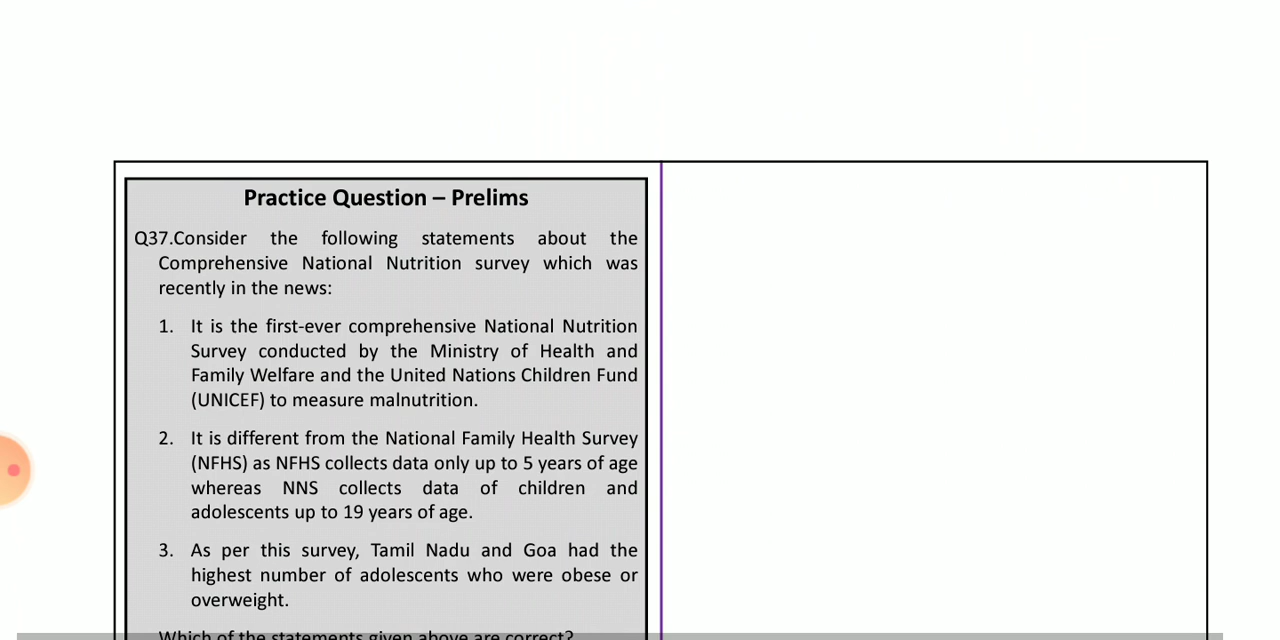 Practice Question – Prelims
Q37.Consider the following statements about the
Comprehensive National Nutrition survey which was
recently in the news:
1. It is the first-ever comprehensive National Nutrition
Survey conducted by the Ministry of Health and
Family Welfare and the United Nations Children Fund
(UNICEF) to measure malnutrition.
2. It is different from the National Family Health Survey
(NFHS) as NFHS collects data only up to 5 years of age
whereas NNS collects data of children and
adolescents up to 19 years of age.
3. As per this survey, Tamil Nadu and Goa had the
highest number of adolescents who were obese or
overweight.
Which of the statements given above are correct?